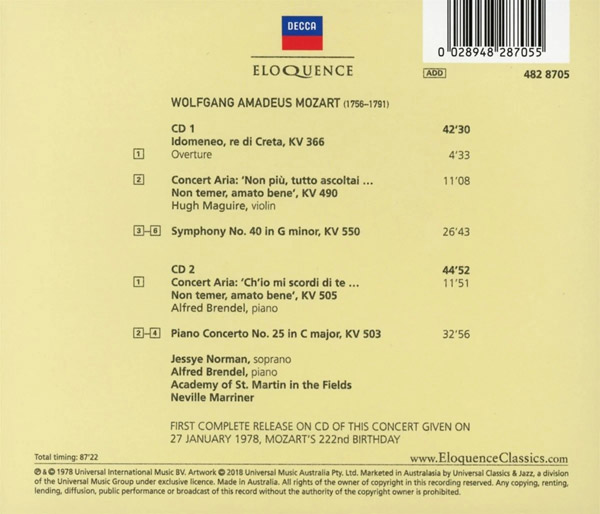 DECCA
ELOQUENCE
0 028948 287055
ADD
482 8705
WOLFGANG AMADEUS MOZART (1756–1791)
CD 1 42’30
Idomeneo, re di Creta, KV 366
1 Overture 4’33
2 Concert Aria: ‘Non più, tutto ascoltai … 11’08
Non temer, amato bene’, KV 490
Hugh Maguire, violin
3–6 Symphony No. 40 in G minor, KV 550 26’43
CD 2 44’52
1 Concert Aria: ‘Ch’io mi scordi di te … 11’51
Non temer, amato bene’, KV 505
Alfred Brendel, piano
2–4 Piano Concerto No. 25 in C major, KV 503 32’56
Jessye Norman, soprano
Alfred Brendel, piano
Academy of St. Martin in the Fields
Neville Marriner
FIRST COMPLETE RELEASE ON CD OF THIS CONCERT GIVEN ON
27 JANUARY 1978, MOZART’S 222nd BIRTHDAY
Total timing: 87’22
www.EloquenceClassics.com
℗ & © 1978 Universal International Music BV. Artwork © 2018 Universal Music Australia Pty. Ltd. Marketed in Australasia by Universal Classics & Jazz, a division
of the Universal Music Group under exclusive licence. Made in Australia. All rights of the owner of copyright in this recording reserved. Any copying, renting,
lending, diffusion, public performance or broadcast of this record without the authority of the copyright owner is prohibited.